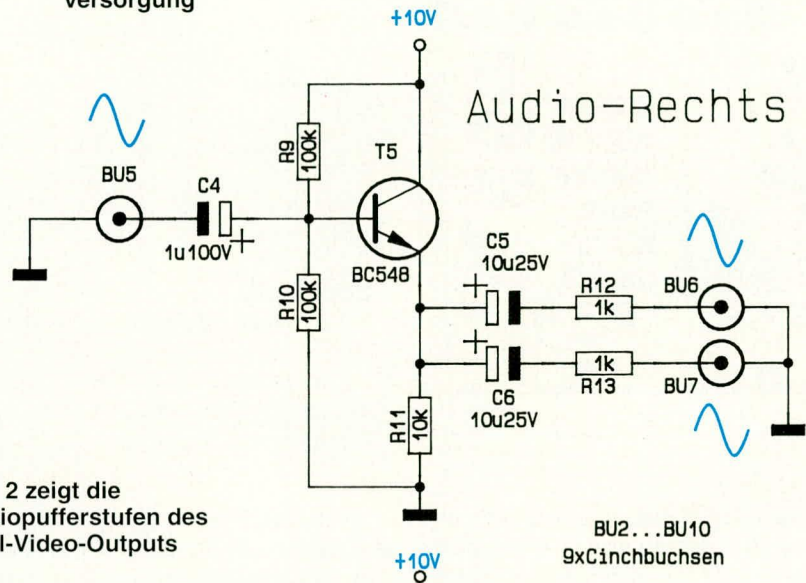 versorgung
+10V
Audio-Rechts
R9
100k
T5
BU5
C4
1u100V
+
BC548
R10
100k
C5
10u25V
+
R12
1k
BU6
+
C6
10u25V
1k
R13
BU7
R11
10k
2 zeigt die
iopufferstufen des
l-Video-Outputs
BU2...BU10
9xCinchbuchsen
+10V